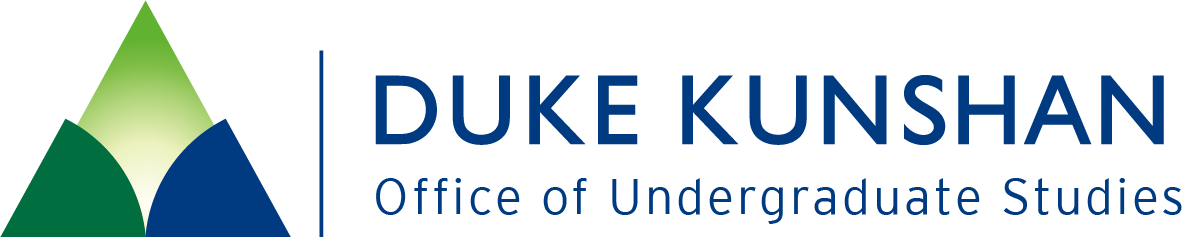 DUKE KUNSHAN
Office of Undergraduate Studies